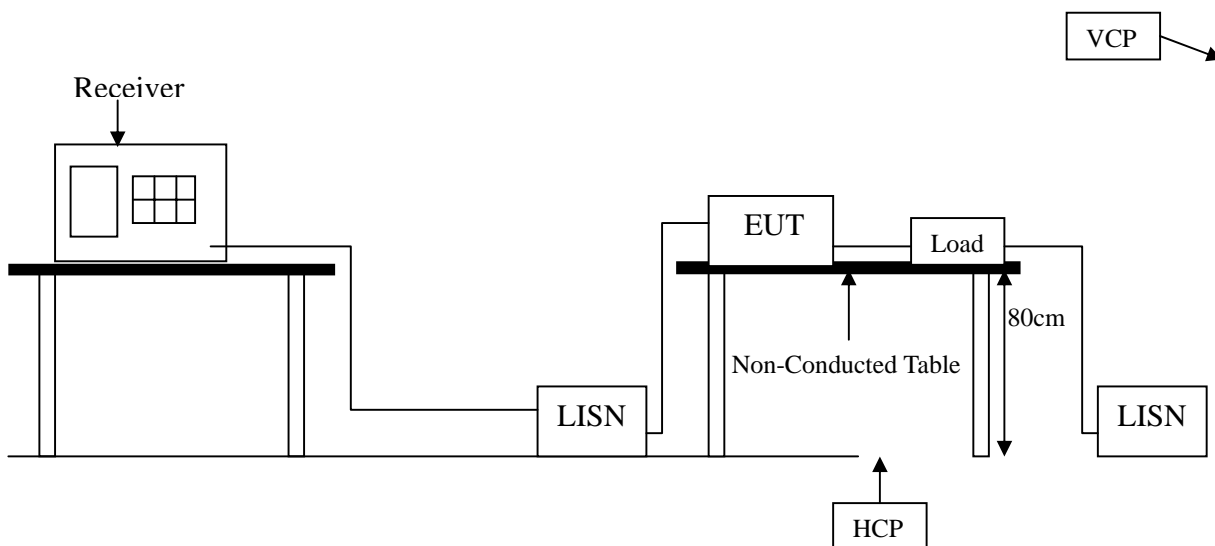 VCP
Receiver
EUT
Load
80cm
Non-Conducted Table
LISN
LISN
HCP